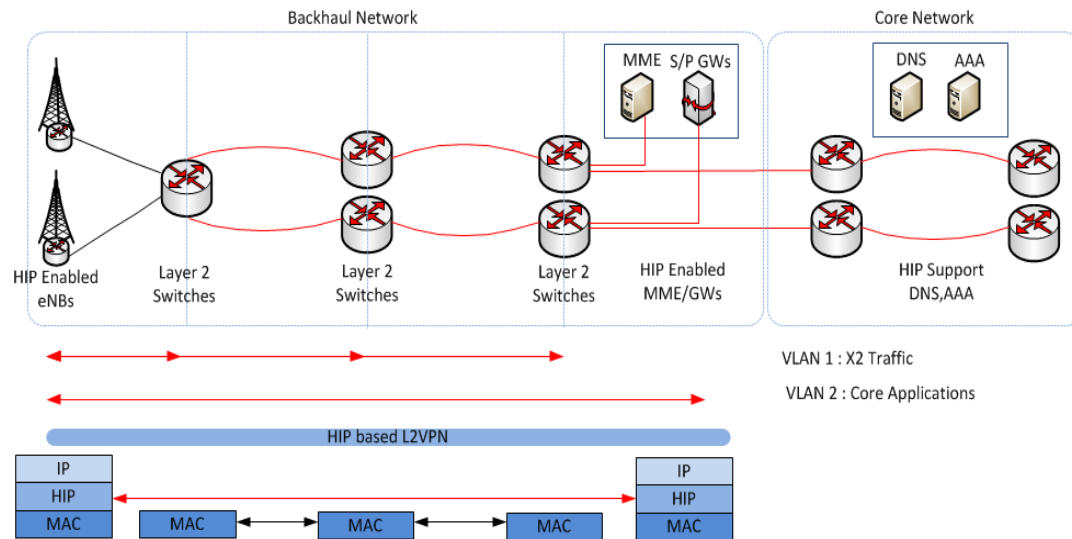 Backhaul Network
Core Network
MME
S/P GWs
DNS
AAA
HIP Enabled
eNBs
Layer 2
Switches
Layer 2
Switches
Layer 2
Switches
HIP Enabled
MME/GWs
HIP Support
DNS,AAA
VLAN 1 : X2 Traffic
VLAN 2 : Core Applications
HIP based L2VPN
IP
HIP
MAC
MAC
MAC
MAC
IP
HIP
MAC